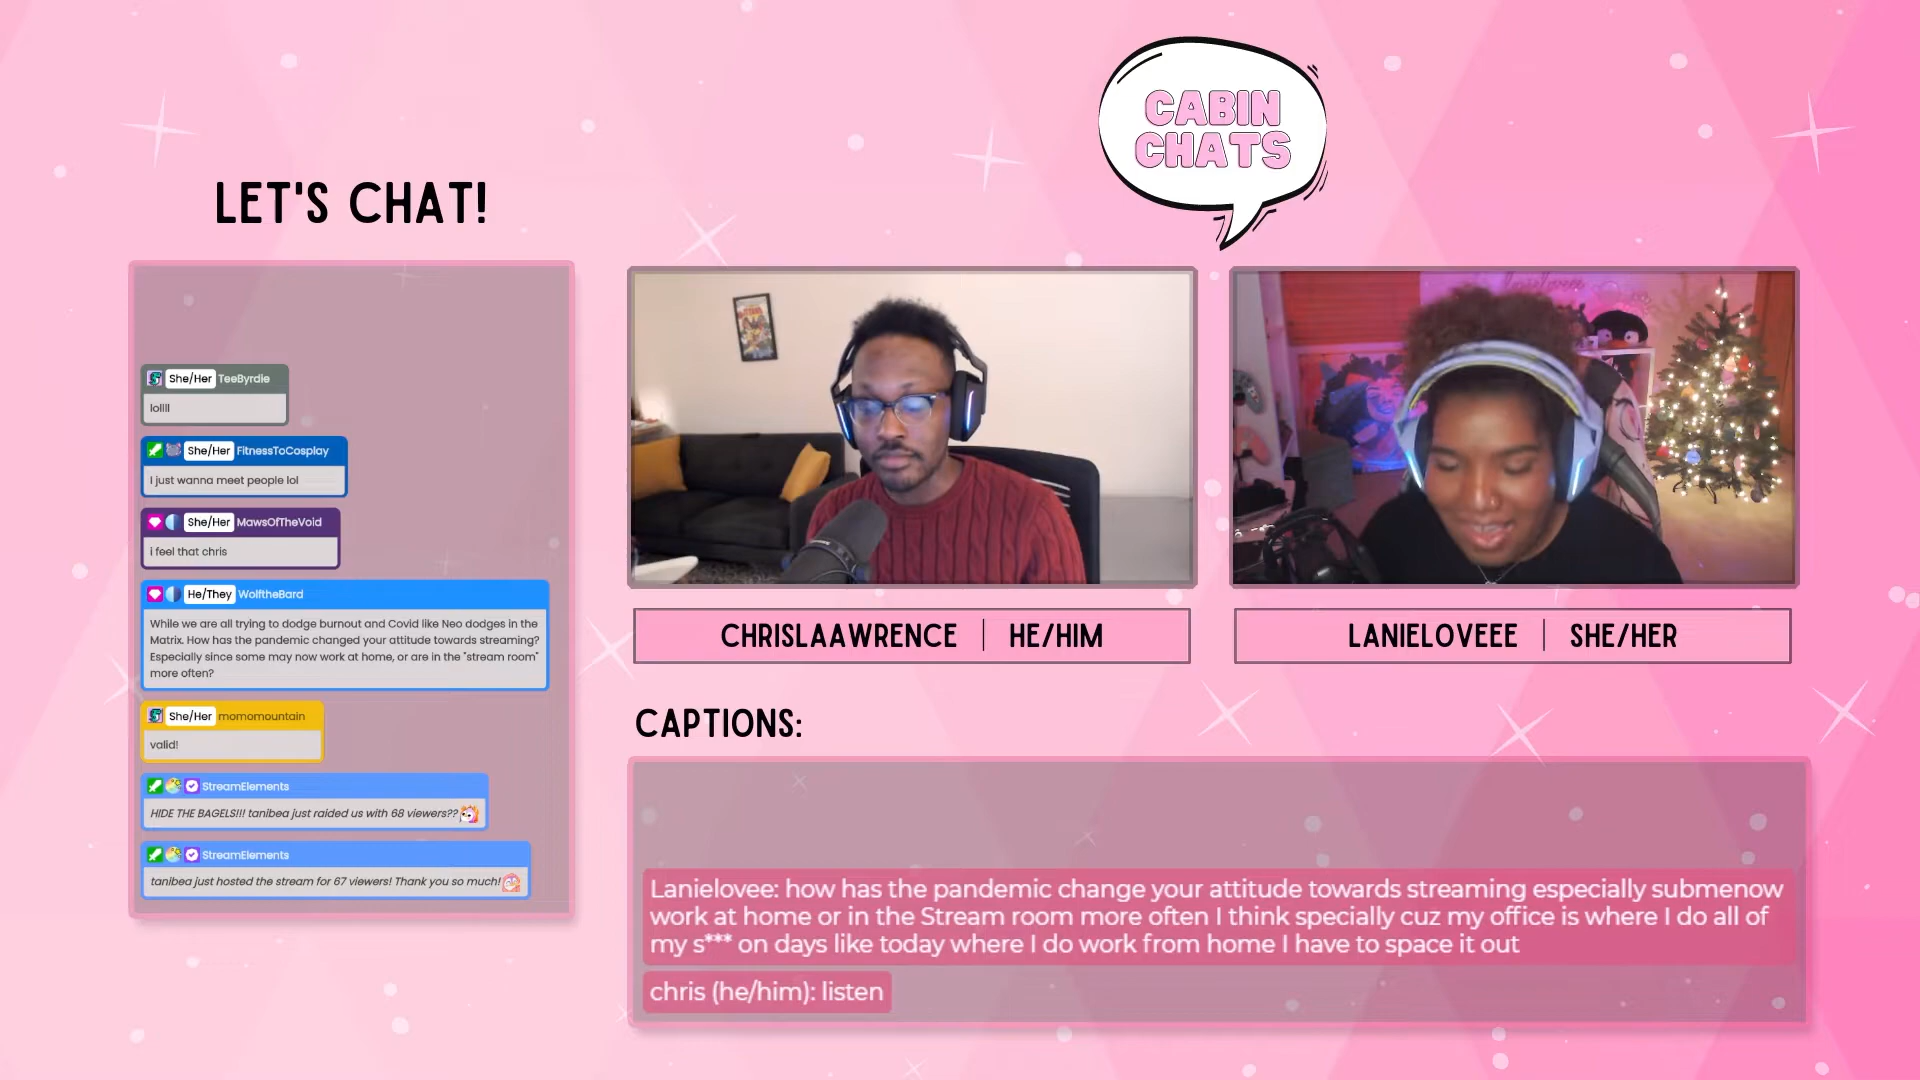 CABIN
CHATS
LET'S CHAT!
She/Her TeeByrdie
lolill
She/Her FitnessToCosplay
I just wanna meet people lol
She/Her MawsOfTheVoid
i feel that chris
He/They WolftheBard
While we are all trying to dodge burnout and Covid like Neo dodges in the
Matrix. How has the pandemic changed your attitude towards streaming?
Especially since some may now work at home, or are in the "stream room"
more often?
She/Her momomountain
valid!
StreamElements
HIDE THE BAGELS!!! tanibea just raided us with 68 viewers??
StreamElements
tanibea just hosted the stream for 67 viewers! Thank you so much!
CHRISLAAWRENCE | HE/HIM
LANIELOVEEE | SHE/HER
CAPTIONS:
Lanielovee: how has the pandemic change your attitude towards streaming especially submenow
work at home or in the Stream room more often I think specially cuz my office is where I do all of
my s*** on days like today where I do work from home I have to space it out
chris (he/him): listen